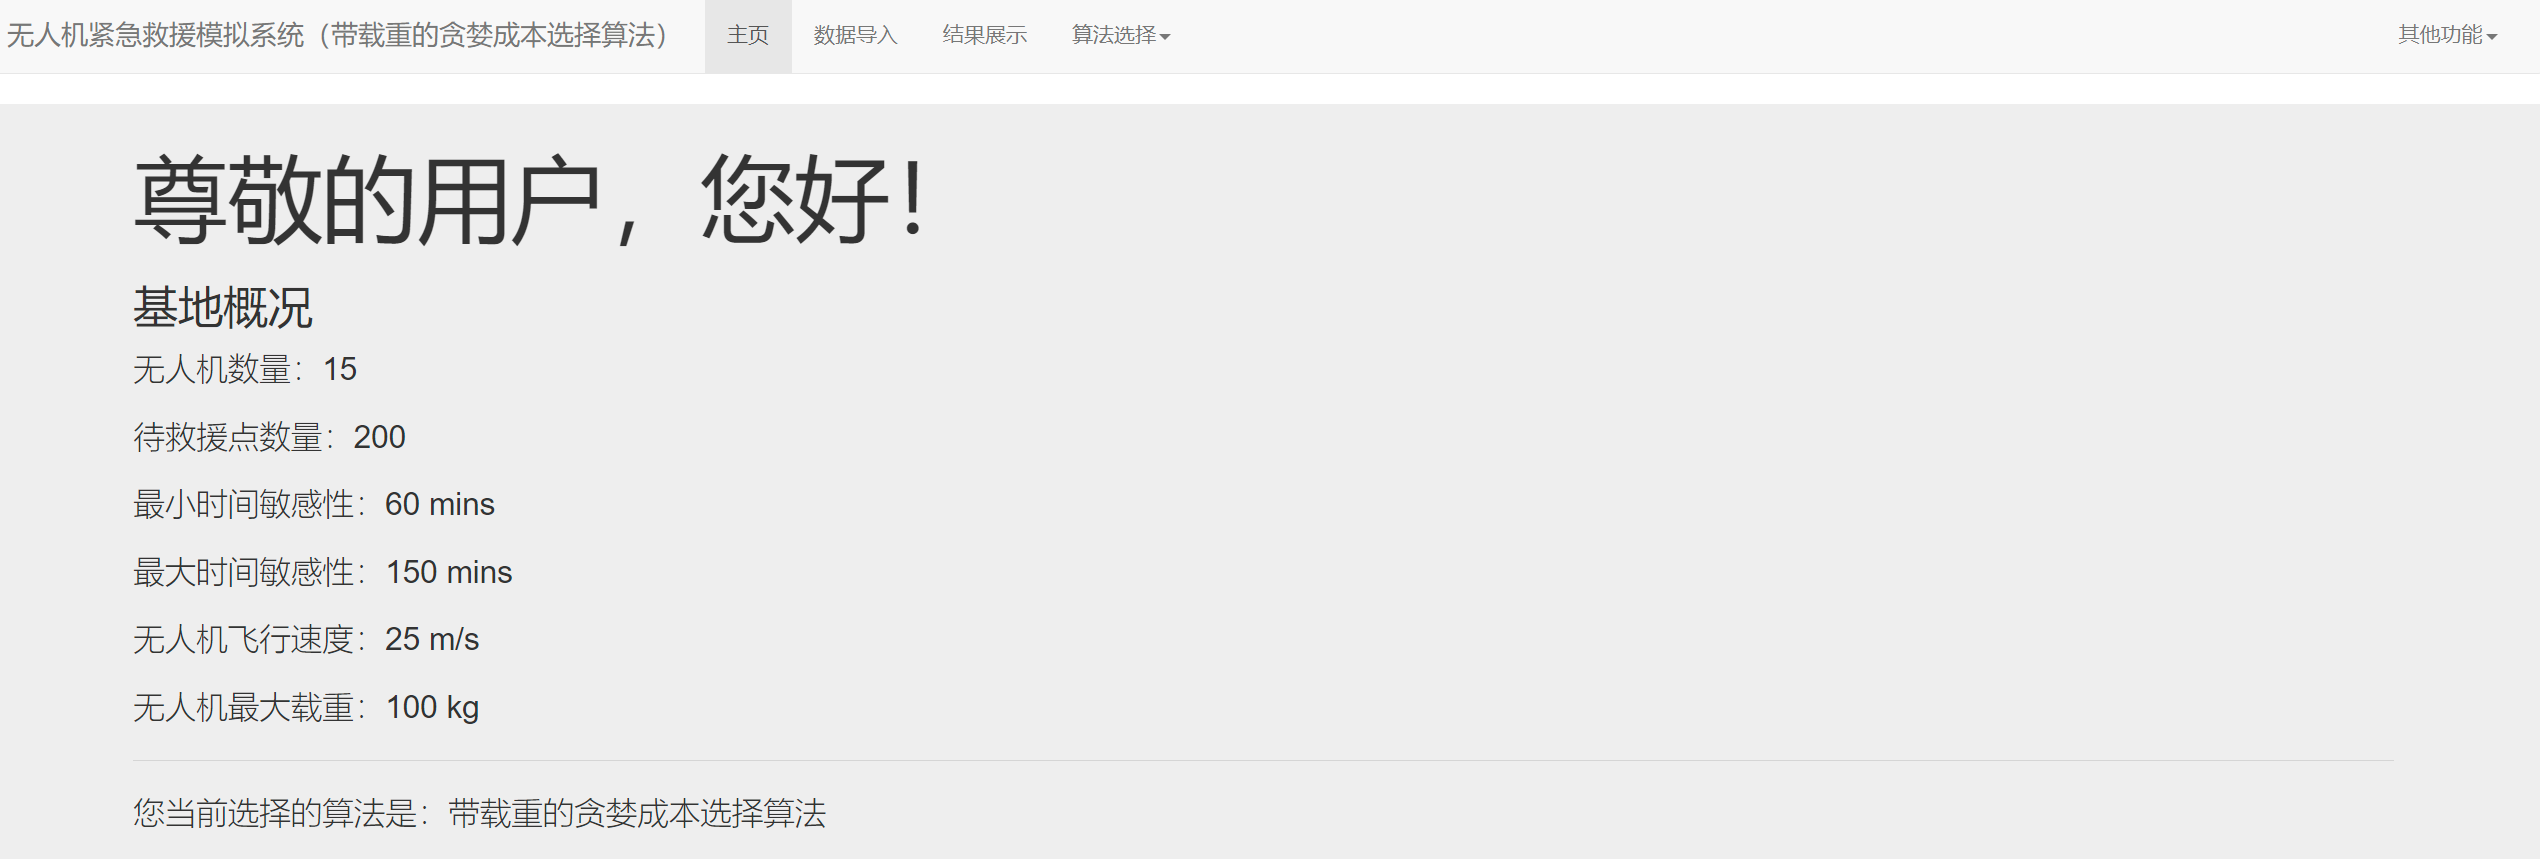 无人机紧急救援模拟系统（带载重的贪婪成本选择算法） 主页 数据导入 结果展示 算法选择 其他功能
尊敬的用户，您好！
基地概况
无人机数量：15
待救援点数量：200
最小时间敏感性：60 mins
最大时间敏感性：150 mins
无人机飞行速度：25 m/s
无人机最大载重：100 kg
您当前选择的算法是：带载重的贪婪成本选择算法